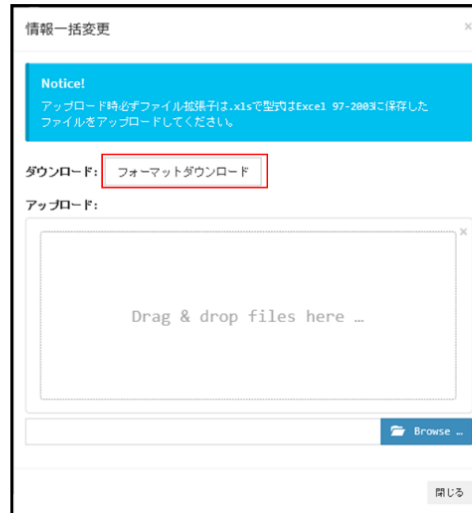 情報一括変更
×
Notice!
アップロード時必ずファイル拡張子は.xlsで型式はExcel 97-2003に保存した
ファイルをアップロードしてください。
ダウンロード: フォーマットダウンロード
アップロード:
×
Drag & drop files here …
Browse …
閉じる